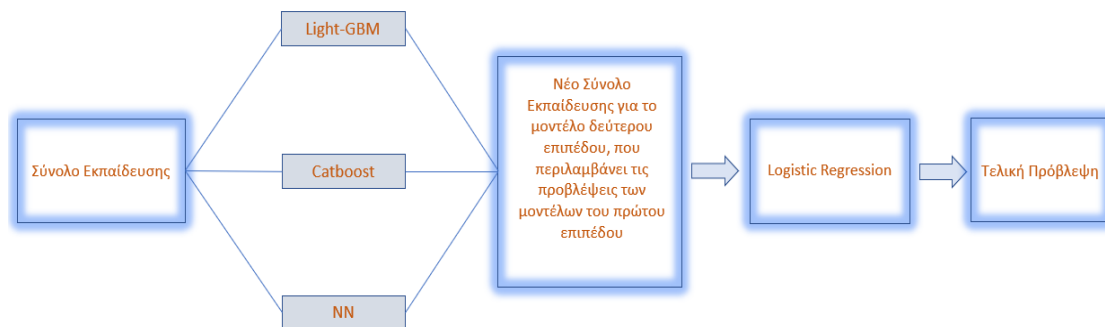 Light-GBM
Σύνολο Εκπαίδευσης
Catboost
NN
Νέο Σύνολο
Εκπαίδευσης για το
μοντέλο δεύτερου
επιπέδου, που
περιλαμβάνει τις
προβλέψεις των
μοντέλων του πρώτου
επιπέδου
Logistic Regression
Τελική Πρόβλεψη